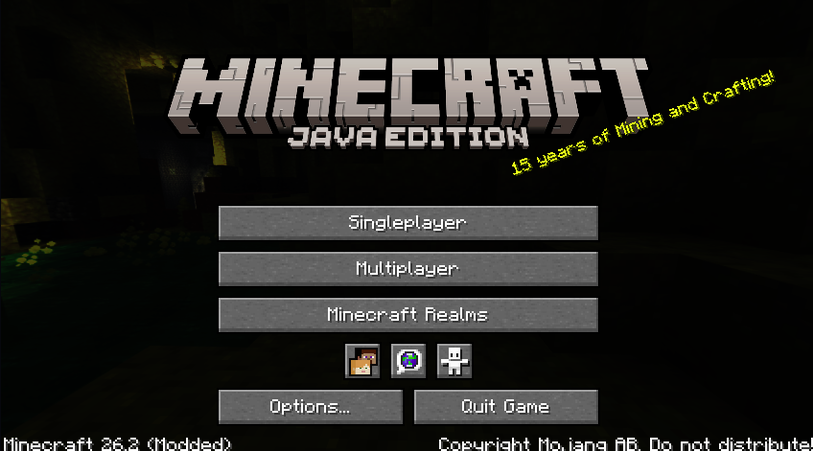 MINECRAFT
JAVA EDITION
15 years of Mining and Crafting!
Singleplayer
Multiplayer
Minecraft Realms
Options...
Quit Game
Minecraft 26.2 (Modded)
Copyright Mojang AB. Do not distribute!